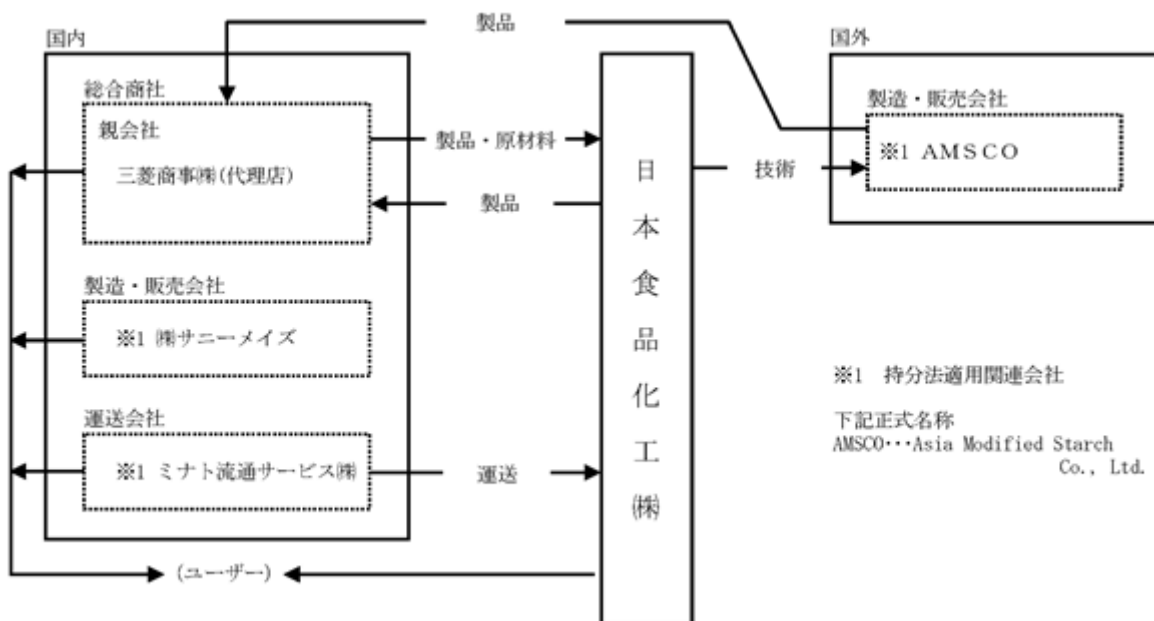 製品
国内
国外
総合商社
製造・販売会社
親会社
製品・原材料
※1 AMSCO
三菱商事㈱(代理店)
技術
製品
製造・販売会社
※1 ㈱サニーメイズ
日本食品化工㈱
※1 持分法適用関連会社
運送会社
下記正式名称
AMSCO･･･Asia Modified Starch
Co., Ltd.
※1 ミナト流通サービス㈱
運送
(ユーザー)